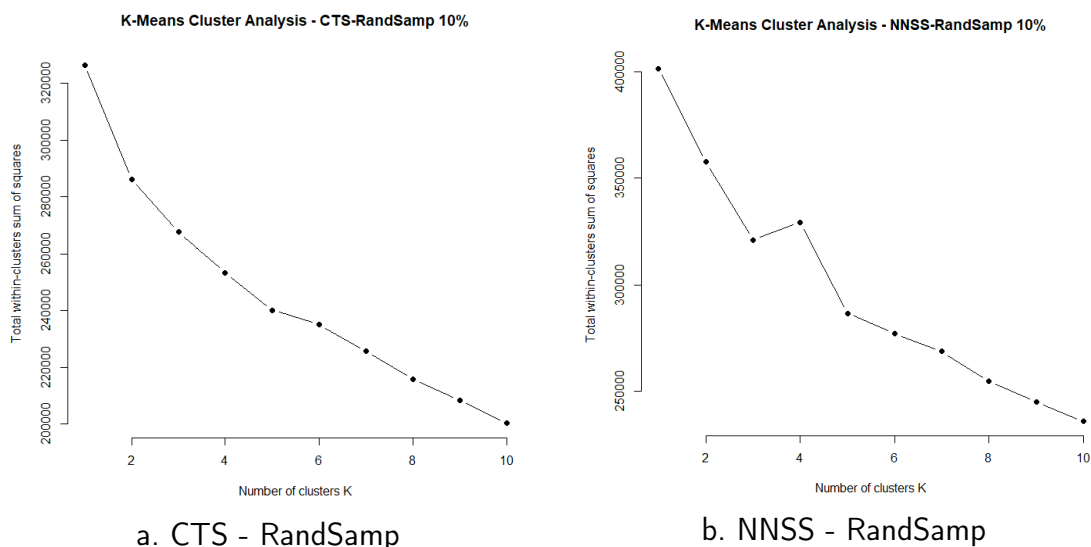 K-Means Cluster Analysis - CTS-RandSamp 10%
Total within-clusters sum of squares
320000
300000
280000
260000
240000
220000
200000
2 4 6 8 10
Number of clusters K
a. CTS - RandSamp
K-Means Cluster Analysis - NNSS-RandSamp 10%
Total within-clusters sum of squares
400000
350000
300000
250000
2 4 6 8 10
Number of clusters K
b. NNSS - RandSamp